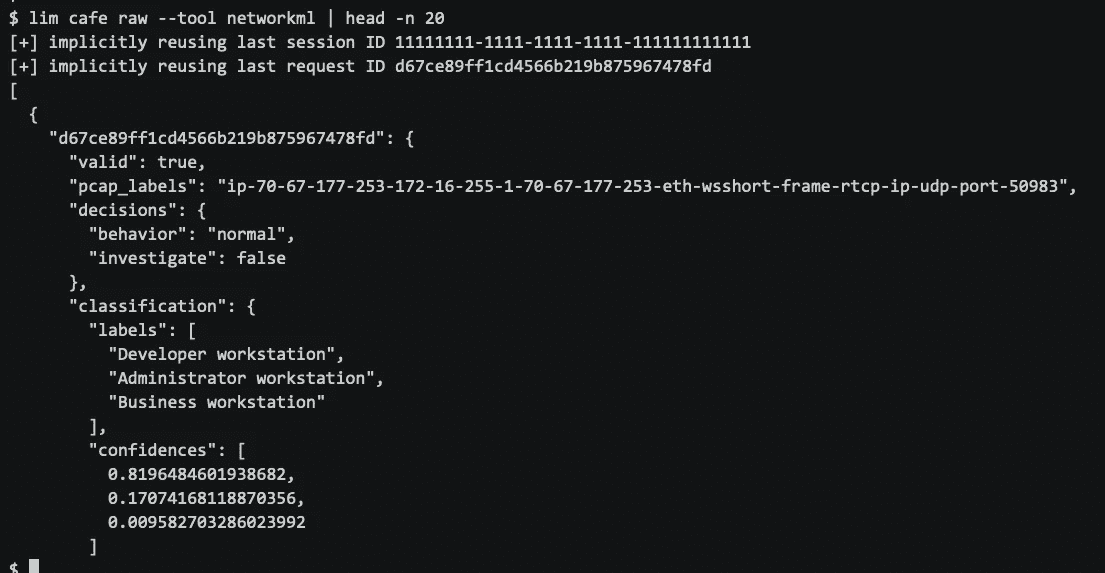 $ lim cafe raw --tool networkml | head -n 20
[+] implicitly reusing last session ID 11111111-1111-1111-1111-111111111111
[+] implicitly reusing last request ID d67ce89ff1cd4566b219b875967478fd
[
  {
    "d67ce89ff1cd4566b219b875967478fd": {
      "valid": true,
      "pcap_labels": "ip-70-67-177-253-172-16-255-1-70-67-177-253-eth-wsshort-frame-rtcp-ip-udp-port-50983",
      "decisions": {
        "behavior": "normal",
        "investigate": false
      },
      "classification": {
        "labels": [
          "Developer workstation",
          "Administrator workstation",
          "Business workstation"
        ],
        "confidences": [
          0.8196484601938682,
          0.17074168118870356,
          0.009582703286023992
        ]
$